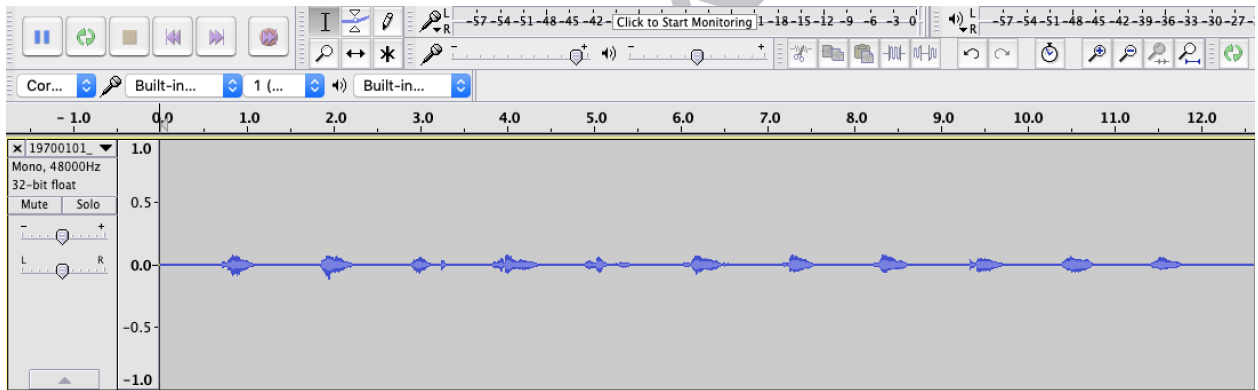 L
R
-57 -54 -51 -48 -45 -42 - Click to Start Monitoring 1 -18 -15 -12 -9 -6 -3 0
L
R
-57 -54 -51 -48 -45 -42 -39 -36 -33 -30 -27 -
- +
- +
Cor... Built-in... 1 (... Built-in...
- 1.0 0.0 1.0 2.0 3.0 4.0 5.0 6.0 7.0 8.0 9.0 10.0 11.0 12.0
× 19700101_ ▼ 1.0
Mono, 48000Hz
32-bit float
Mute Solo 0.5-
- +
L R 0.0-
-0.5-
-1.0